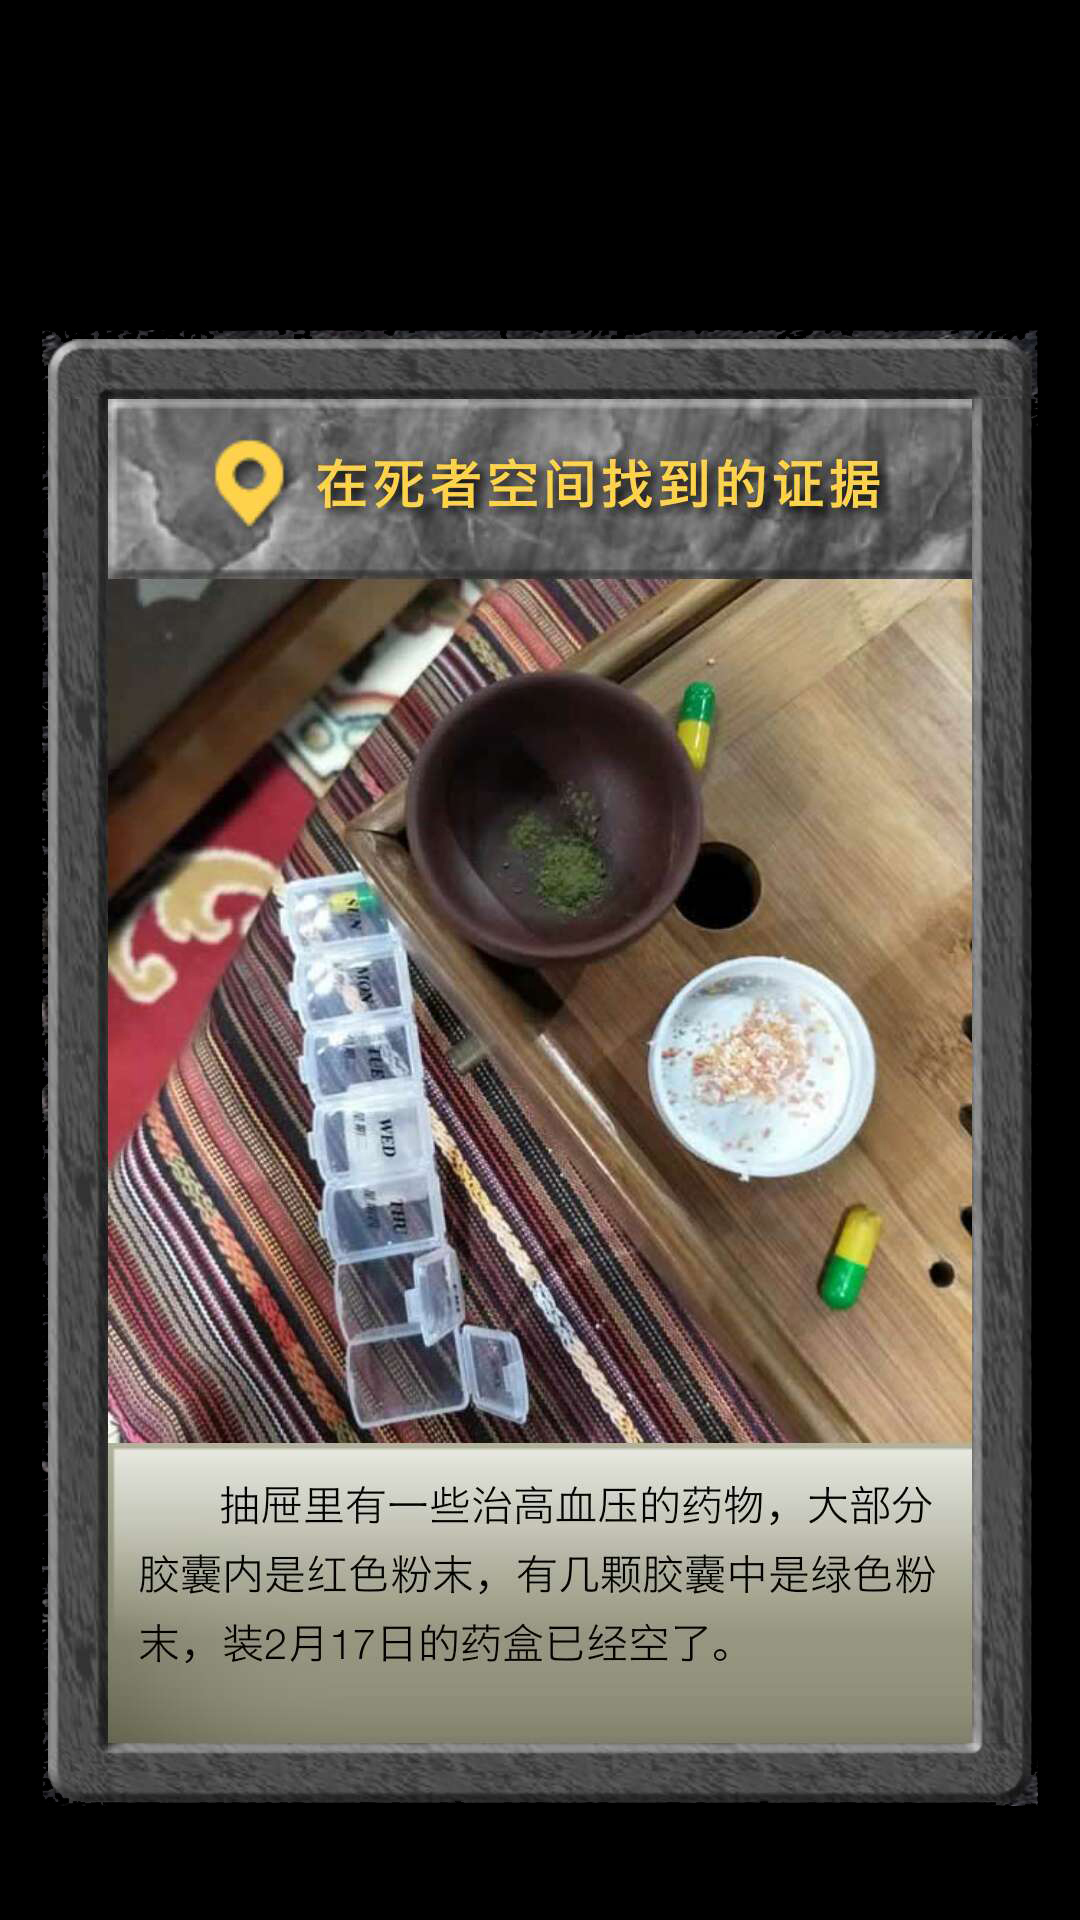 在死者空间找到的证据
SUN
MON
TUE
WED
THU
抽屉里有一些治高血压的药物，大部分
胶囊内是红色粉末，有几颗胶囊中是绿色粉
末，装2月17日的药盒已经空了。